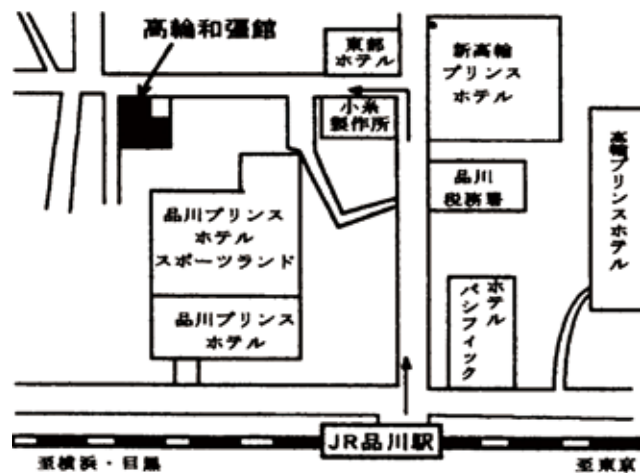 高輪和彊館
東郡
ホテル
新高輪
プリンス
ホテル
小糸
製作所
高輪プリンスホテル
品川
税務署
品川プリンス
ホテル
スポーツランド
ホテル
パシフィック
品川プリンス
ホテル
JR品川駅
至横浜・目黒
至東京